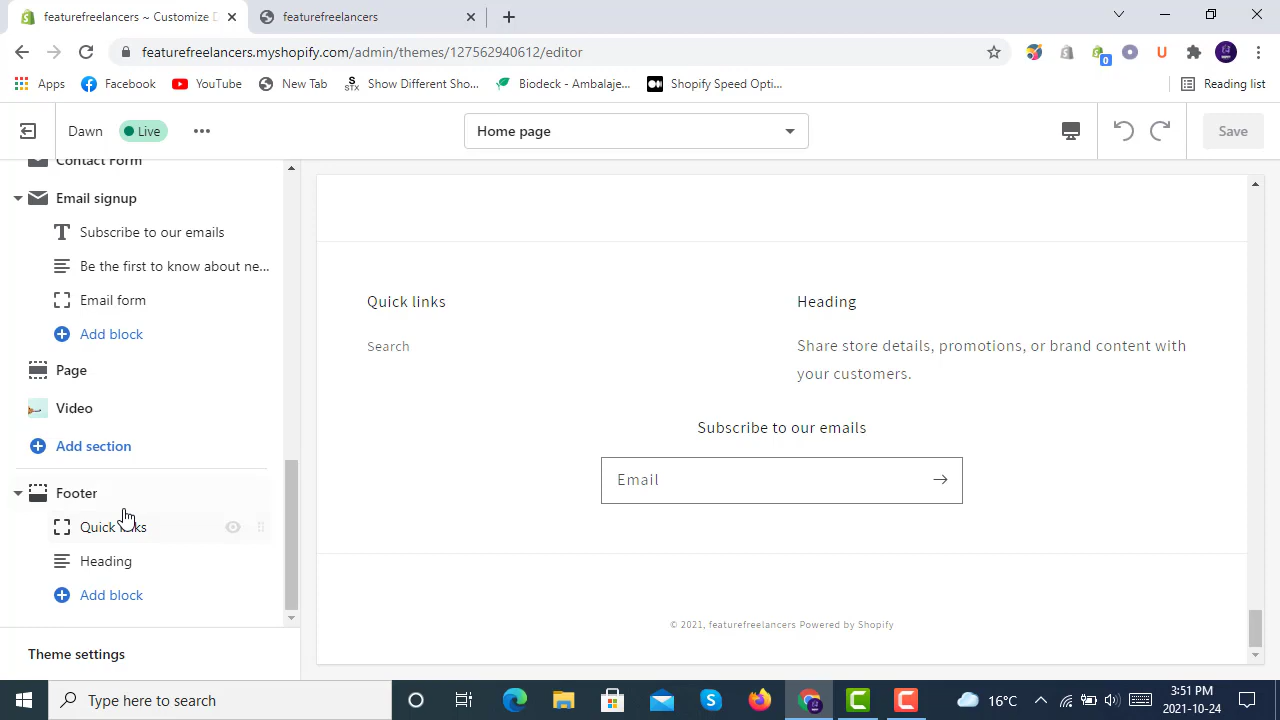 featurefreelancers ~ Customize D
featurefreelancers
featurefreelancers.myshopify.com/admin/themes/127562940612/editor
0
U
Apps
Facebook
YouTube
New Tab
STX
Show Different Sho...
Biodeck - Ambalaje...
Shopify Speed Opti...
Reading list
Dawn
Live
Home page
Save
Contact Form
Email signup
Subscribe to our emails
Be the first to know about ne...
Email form
Add block
Page
Video
Add section
Footer
Quick links
Heading
Add block
Theme settings
Quick links
Search
Heading
Share store details, promotions, or brand content with
your customers.
Subscribe to our emails
Email
© 2021, featurefreelancers Powered by Shopify
Type here to search
16°C
3:51 PM
2021-10-24